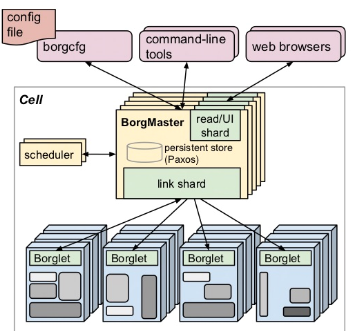 config
file
borgcfg
command-line
tools
web browsers
Cell
BorgMaster
read/UI
shard
persistent store
(Paxos)
scheduler
link shard
Borglet
Borglet
Borglet
Borglet